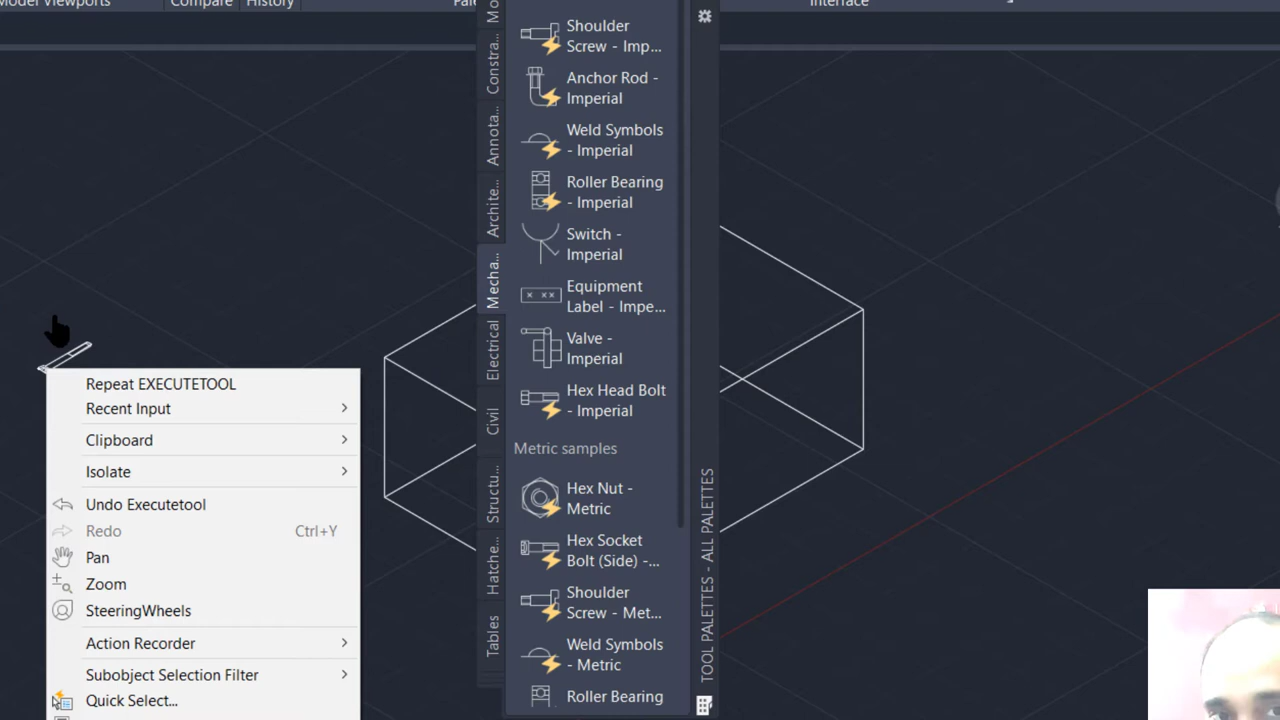 Model Viewports
Compare
History
Interface
Constra...
Annota...
Archite...
Mecha...
Electrical
Civil
Structu...
Hatche...
Tables
Shoulder
Screw - Imp...
Anchor Rod -
Imperial
Weld Symbols
- Imperial
Roller Bearing
- Imperial
Switch -
Imperial
Equipment
Label - Impe...
Valve -
Imperial
Hex Head Bolt
- Imperial
Metric samples
Hex Nut -
Metric
Hex Socket
Bolt (Side) -...
Shoulder
Screw - Met...
Weld Symbols
- Metric
Roller Bearing
TOOL PALETTES - ALL PALETTES
Repeat EXECUTETOOL
Recent Input
Clipboard
Isolate
Undo Executetool
Redo Ctrl+Y
Pan
Zoom
SteeringWheels
Action Recorder
Subobject Selection Filter
Quick Select...